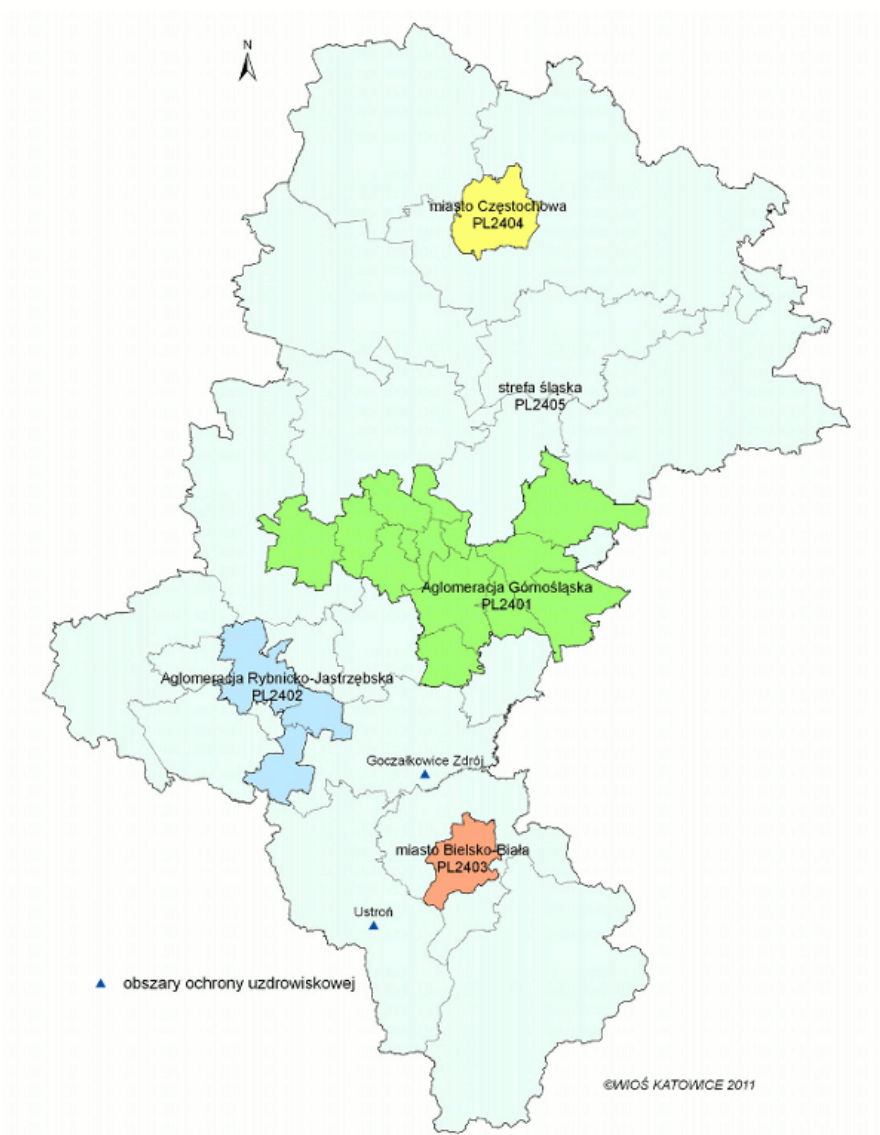 N
miasto Częstochowa
PL2404
strefa śląska
PL2405
Aglomeracja Górnośląska
PL2401
Aglomeracja Rybnicko-Jastrzębska
PL2402
Goczałkowice Zdrój
miasto Bielsko-Biała
PL2403
Ustroń
obszary ochrony uzdrowiskowej
©WIOŚ KATOWICE 2011